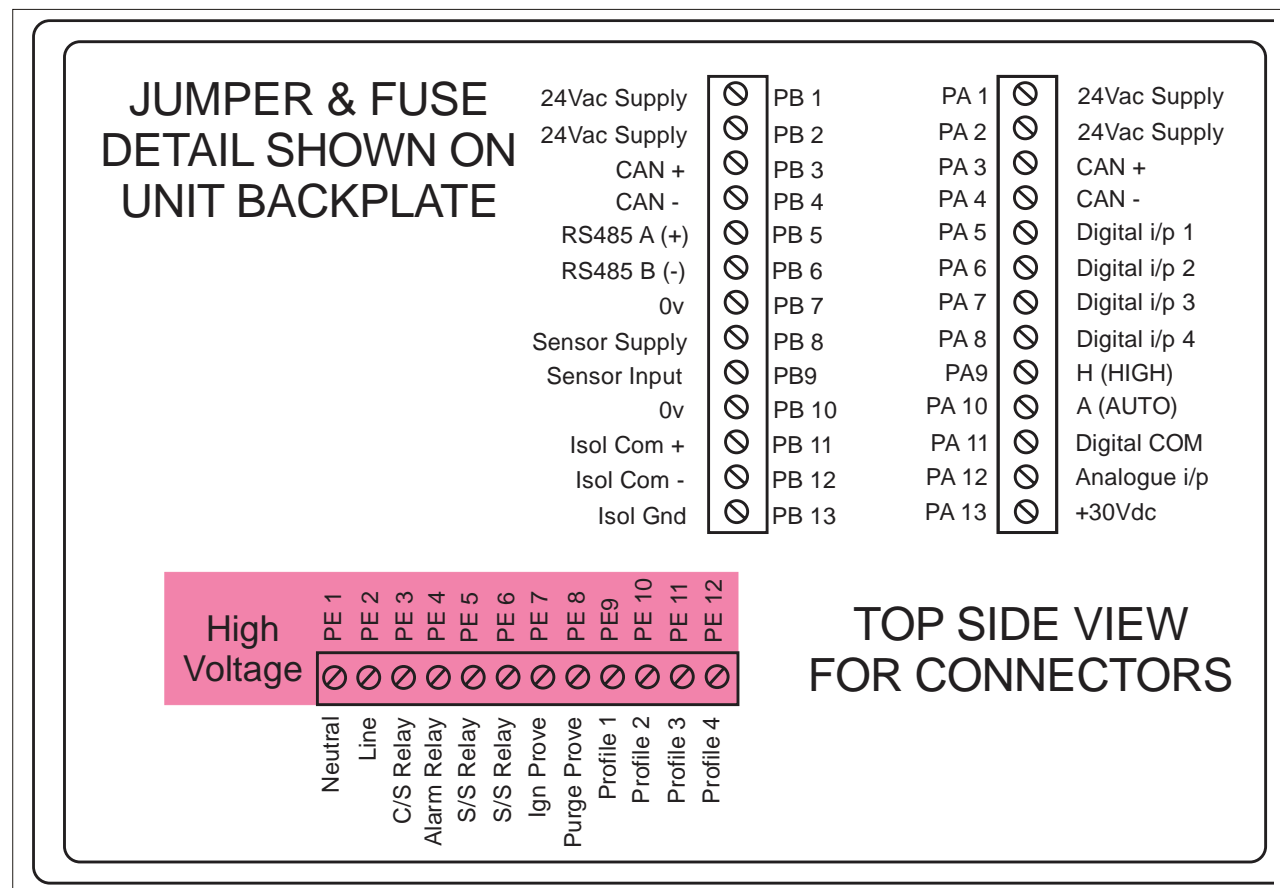 JUMPER & FUSE
DETAIL SHOWN ON
UNIT BACKPLATE
24Vac Supply PB 1
24Vac Supply PB 2
CAN + PB 3
CAN - PB 4
RS485 A (+) PB 5
RS485 B (-) PB 6
0v PB 7
Sensor Supply PB 8
Sensor Input PB9
0v PB 10
Isol Com + PB 11
Isol Com - PB 12
Isol Gnd PB 13
PA 1 24Vac Supply
PA 2 24Vac Supply
PA 3 CAN +
PA 4 CAN -
PA 5 Digital i/p 1
PA 6 Digital i/p 2
PA 7 Digital i/p 3
PA 8 Digital i/p 4
PA9 H (HIGH)
PA 10 A (AUTO)
PA 11 Digital COM
PA 12 Analogue i/p
PA 13 +30Vdc
High
Voltage
PE 1
PE 2
PE 3
PE 4
PE 5
PE 6
PE 7
PE 8
PE9
PE 10
PE 11
PE 12
Neutral
Line
C/S Relay
Alarm Relay
S/S Relay
S/S Relay
Ign Prove
Purge Prove
Profile 1
Profile 2
Profile 3
Profile 4
TOP SIDE VIEW
FOR CONNECTORS